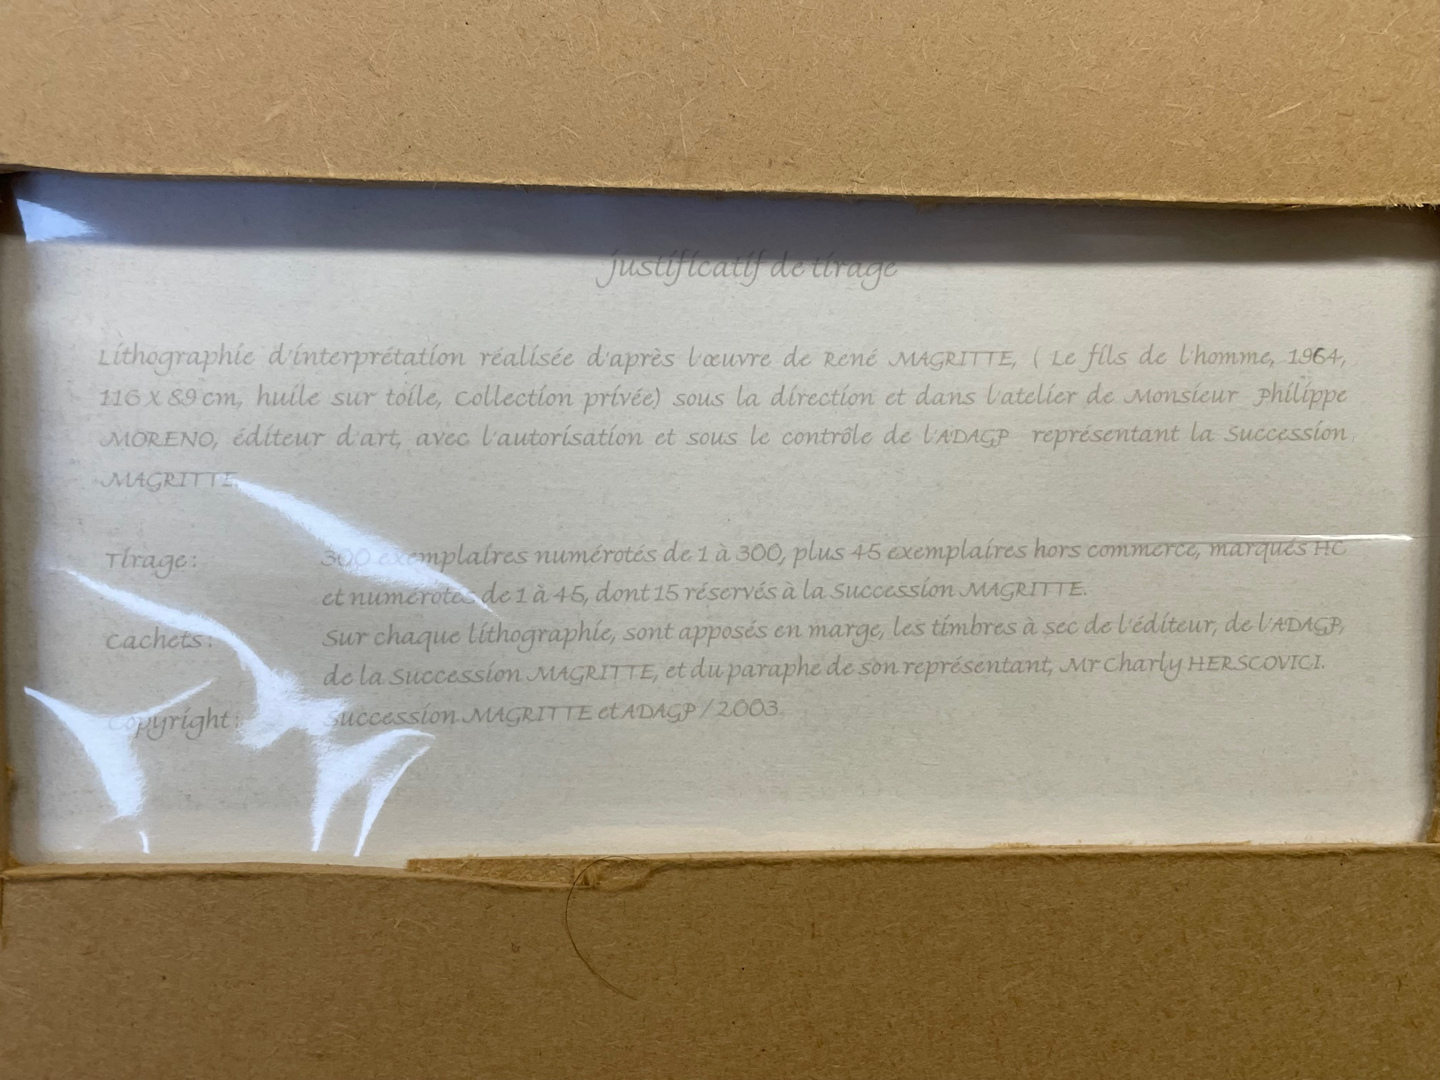 justificatif de tirage
Lithographie d'interprétation réalisée d'après l'œuvre de René MAGRITTE, ( Le fils de l'homme, 1964,
116 X 89 cm, huile sur toile, Collection privée) sous la direction et dans l'atelier de Monsieur Philippe
MORENO, éditeur d'art, avec l'autorisation et sous le contrôle de l'ADAGP représentant la Succession
MAGRITTE.
Tirage : 300 exemplaires numérotés de 1 à 300, plus 45 exemplaires hors commerce, marqués HC
et numérotés de 1 à 45, dont 15 réservés à la Succession MAGRITTE.
Cachets : Sur chaque lithographie, sont apposés en marge, les timbres à sec de l'éditeur, de l'ADAGP,
de la Succession MAGRITTE, et du paraphe de son représentant, Mr Charly HERSCOVICI.
Copyright : Succession MAGRITTE et ADAGP / 2003